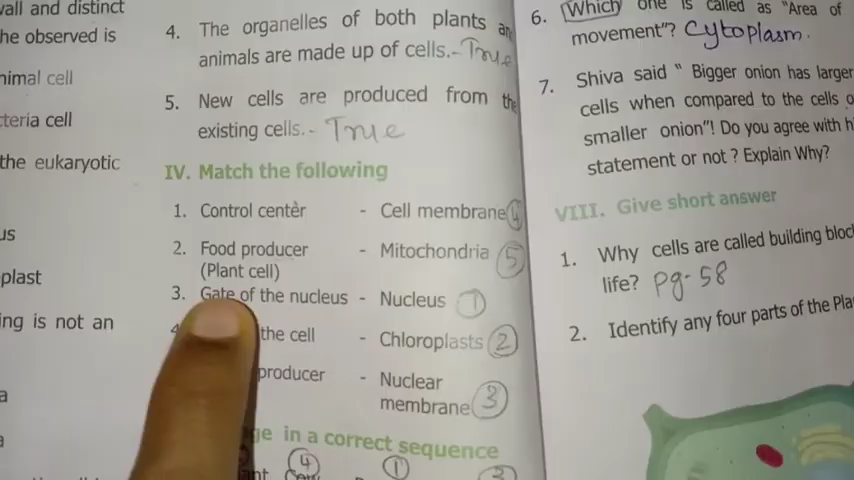 wall and distinct
he observed is
nimal cell
cteria cell
the eukaryotic
us
plast
ing is not an
a
4. The organelles of both plants an
animals are made up of cells.- True
5. New cells are produced from the
existing cells.- True
IV. Match the following
1. Control center - Cell membrane 4
2. Food producer - Mitochondria 5
(Plant cell)
3. Gate of the nucleus - Nucleus 1
the cell - Chloroplasts 2
producer - Nuclear
membrane 3
ge in a correct sequence
4 1
6. Which one is called as "Area of
movement"? Cytoplasm.
7. Shiva said " Bigger onion has larger
cells when compared to the cells o
smaller onion"! Do you agree with h
statement or not ? Explain Why?
VIII. Give short answer
1. Why cells are called building bloc
life? pg-58
2. Identify any four parts of the Pla